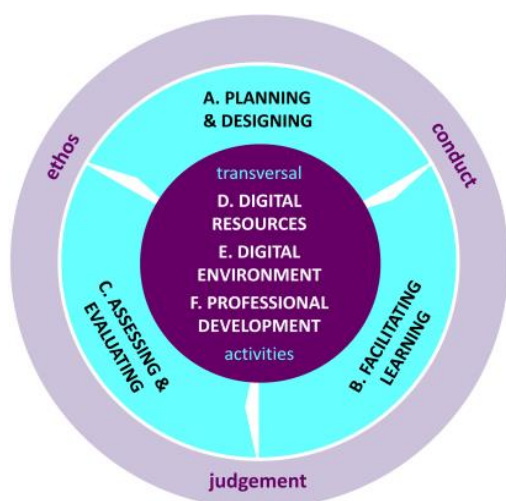 A. PLANNING
& DESIGNING
ethos
conduct
transversal
D. DIGITAL
RESOURCES
E. DIGITAL
ENVIRONMENT
F. PROFESSIONAL
DEVELOPMENT
activities
C. ASSESSING &
EVALUATING
B. FACILITATING
LEARNING
judgement